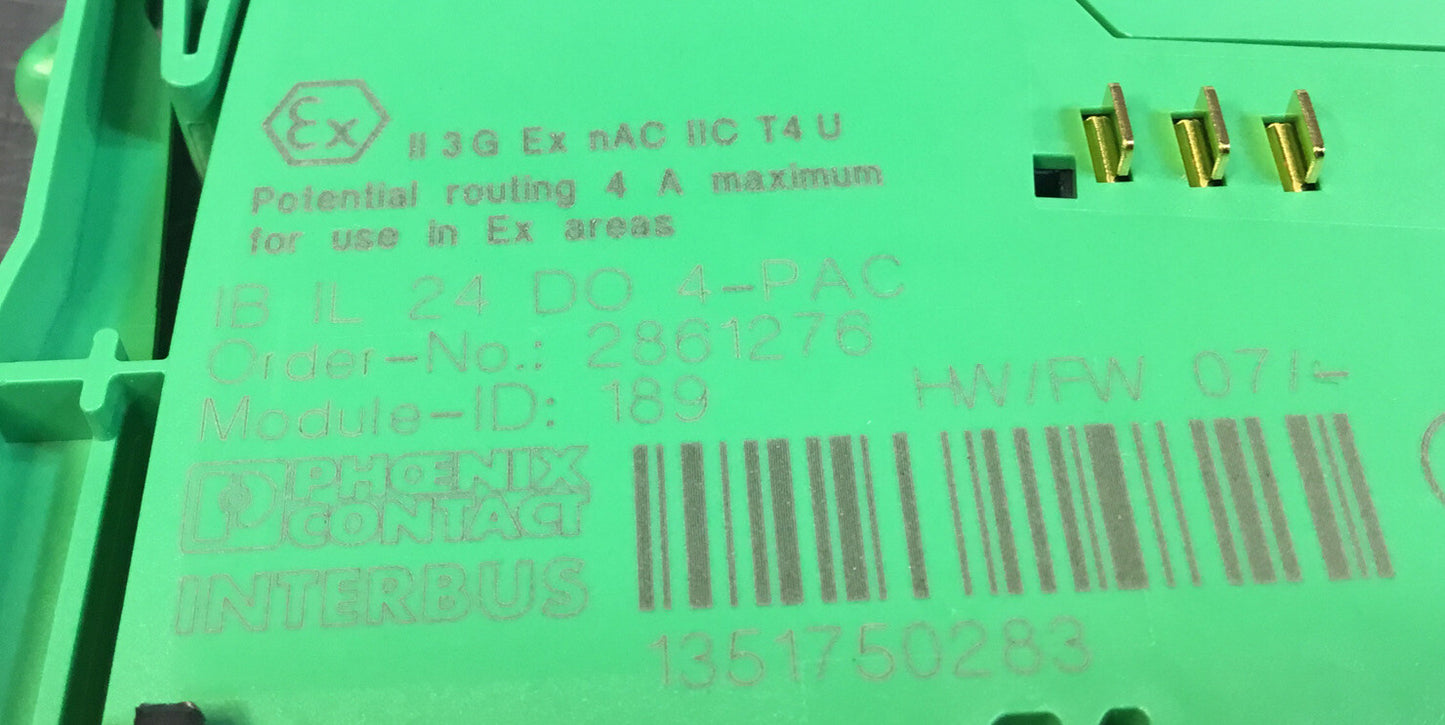 Ex II 3 G Ex nAC IIC T4 U
Potential routing 4 A maximum
for use in Ex areas
IB IL 24 DO 4-PAC
Order-No.: 2861276
Module-ID: 189
HW/FW 07/-
PHŒNIX
CONTACT
INTERBUS
1351750283